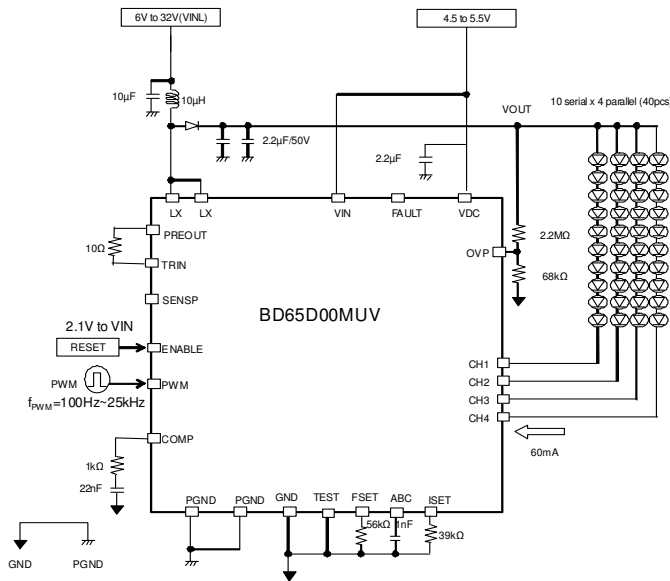 6V to 32V(VINL)
4.5 to 5.5V
10µF
10µH
2.2µF/50V
2.2µF
VOUT
10 serial x 4 parallel (40pcs)
LX
LX
VIN
FAULT
VDC
PREOUT
10Ω
TRIN
SENSP
OVP
2.2MΩ
68kΩ
BD65D00MUV
2.1V to VIN
RESET
ENABLE
PWM
PWM
fPWM=100Hz~25kHz
COMP
1kΩ
22nF
CH1
CH2
CH3
CH4
60mA
PGND
PGND
GND
TEST
FSET
ABC
ISET
56kΩ
1nF
39kΩ
GND
PGND